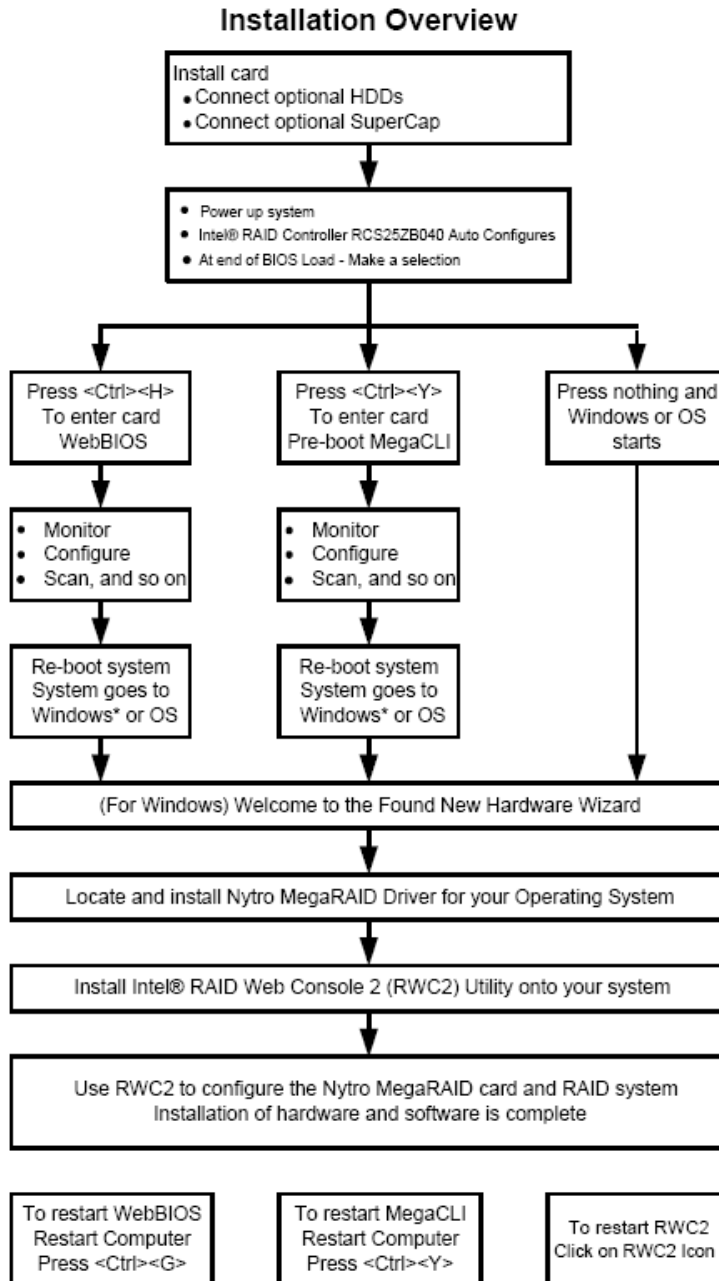 Installation Overview
Install card
• Connect optional HDDs
• Connect optional SuperCap
• Power up system
• Intel® RAID Controller RCS25ZB040 Auto Configures
• At end of BIOS Load - Make a selection
Press <Ctrl><H>
To enter card
WebBIOS
Press <Ctrl><Y>
To enter card
Pre-boot MegaCLI
Press nothing and
Windows or OS
starts
• Monitor
• Configure
• Scan, and so on
• Monitor
• Configure
• Scan, and so on
Re-boot system
System goes to
Windows* or OS
Re-boot system
System goes to
Windows* or OS
(For Windows) Welcome to the Found New Hardware Wizard
Locate and install Nytro MegaRAID Driver for your Operating System
Install Intel® RAID Web Console 2 (RWC2) Utility onto your system
Use RWC2 to configure the Nytro MegaRAID card and RAID system
Installation of hardware and software is complete
To restart WebBIOS
Restart Computer
Press <Ctrl><G>
To restart MegaCLI
Restart Computer
Press <Ctrl><Y>
To restart RWC2
Click on RWC2 Icon